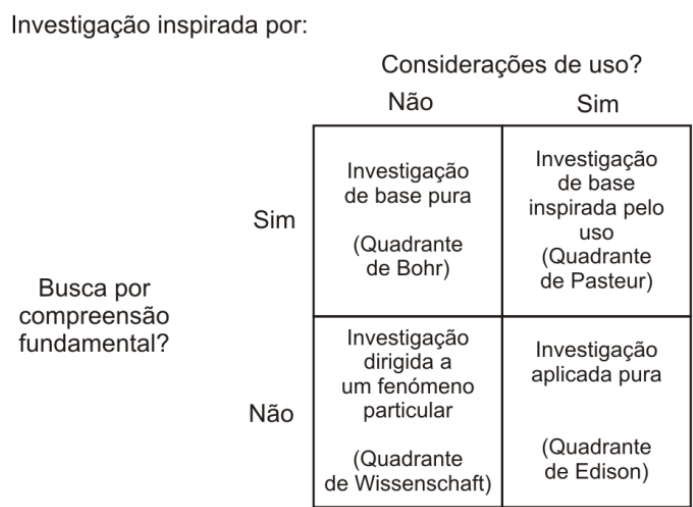 Investigação inspirada por:
Considerações de uso?
Não
Sim
Busca por
compreensão
fundamental?
Sim
Investigação
de base pura
(Quadrante
de Bohr)
Investigação
de base
inspirada pelo
uso
(Quadrante
de Pasteur)
Não
Investigação
dirigida a
um fenómeno
particular
(Quadrante
de Wissenschaft)
Investigação
aplicada pura
(Quadrante
de Edison)